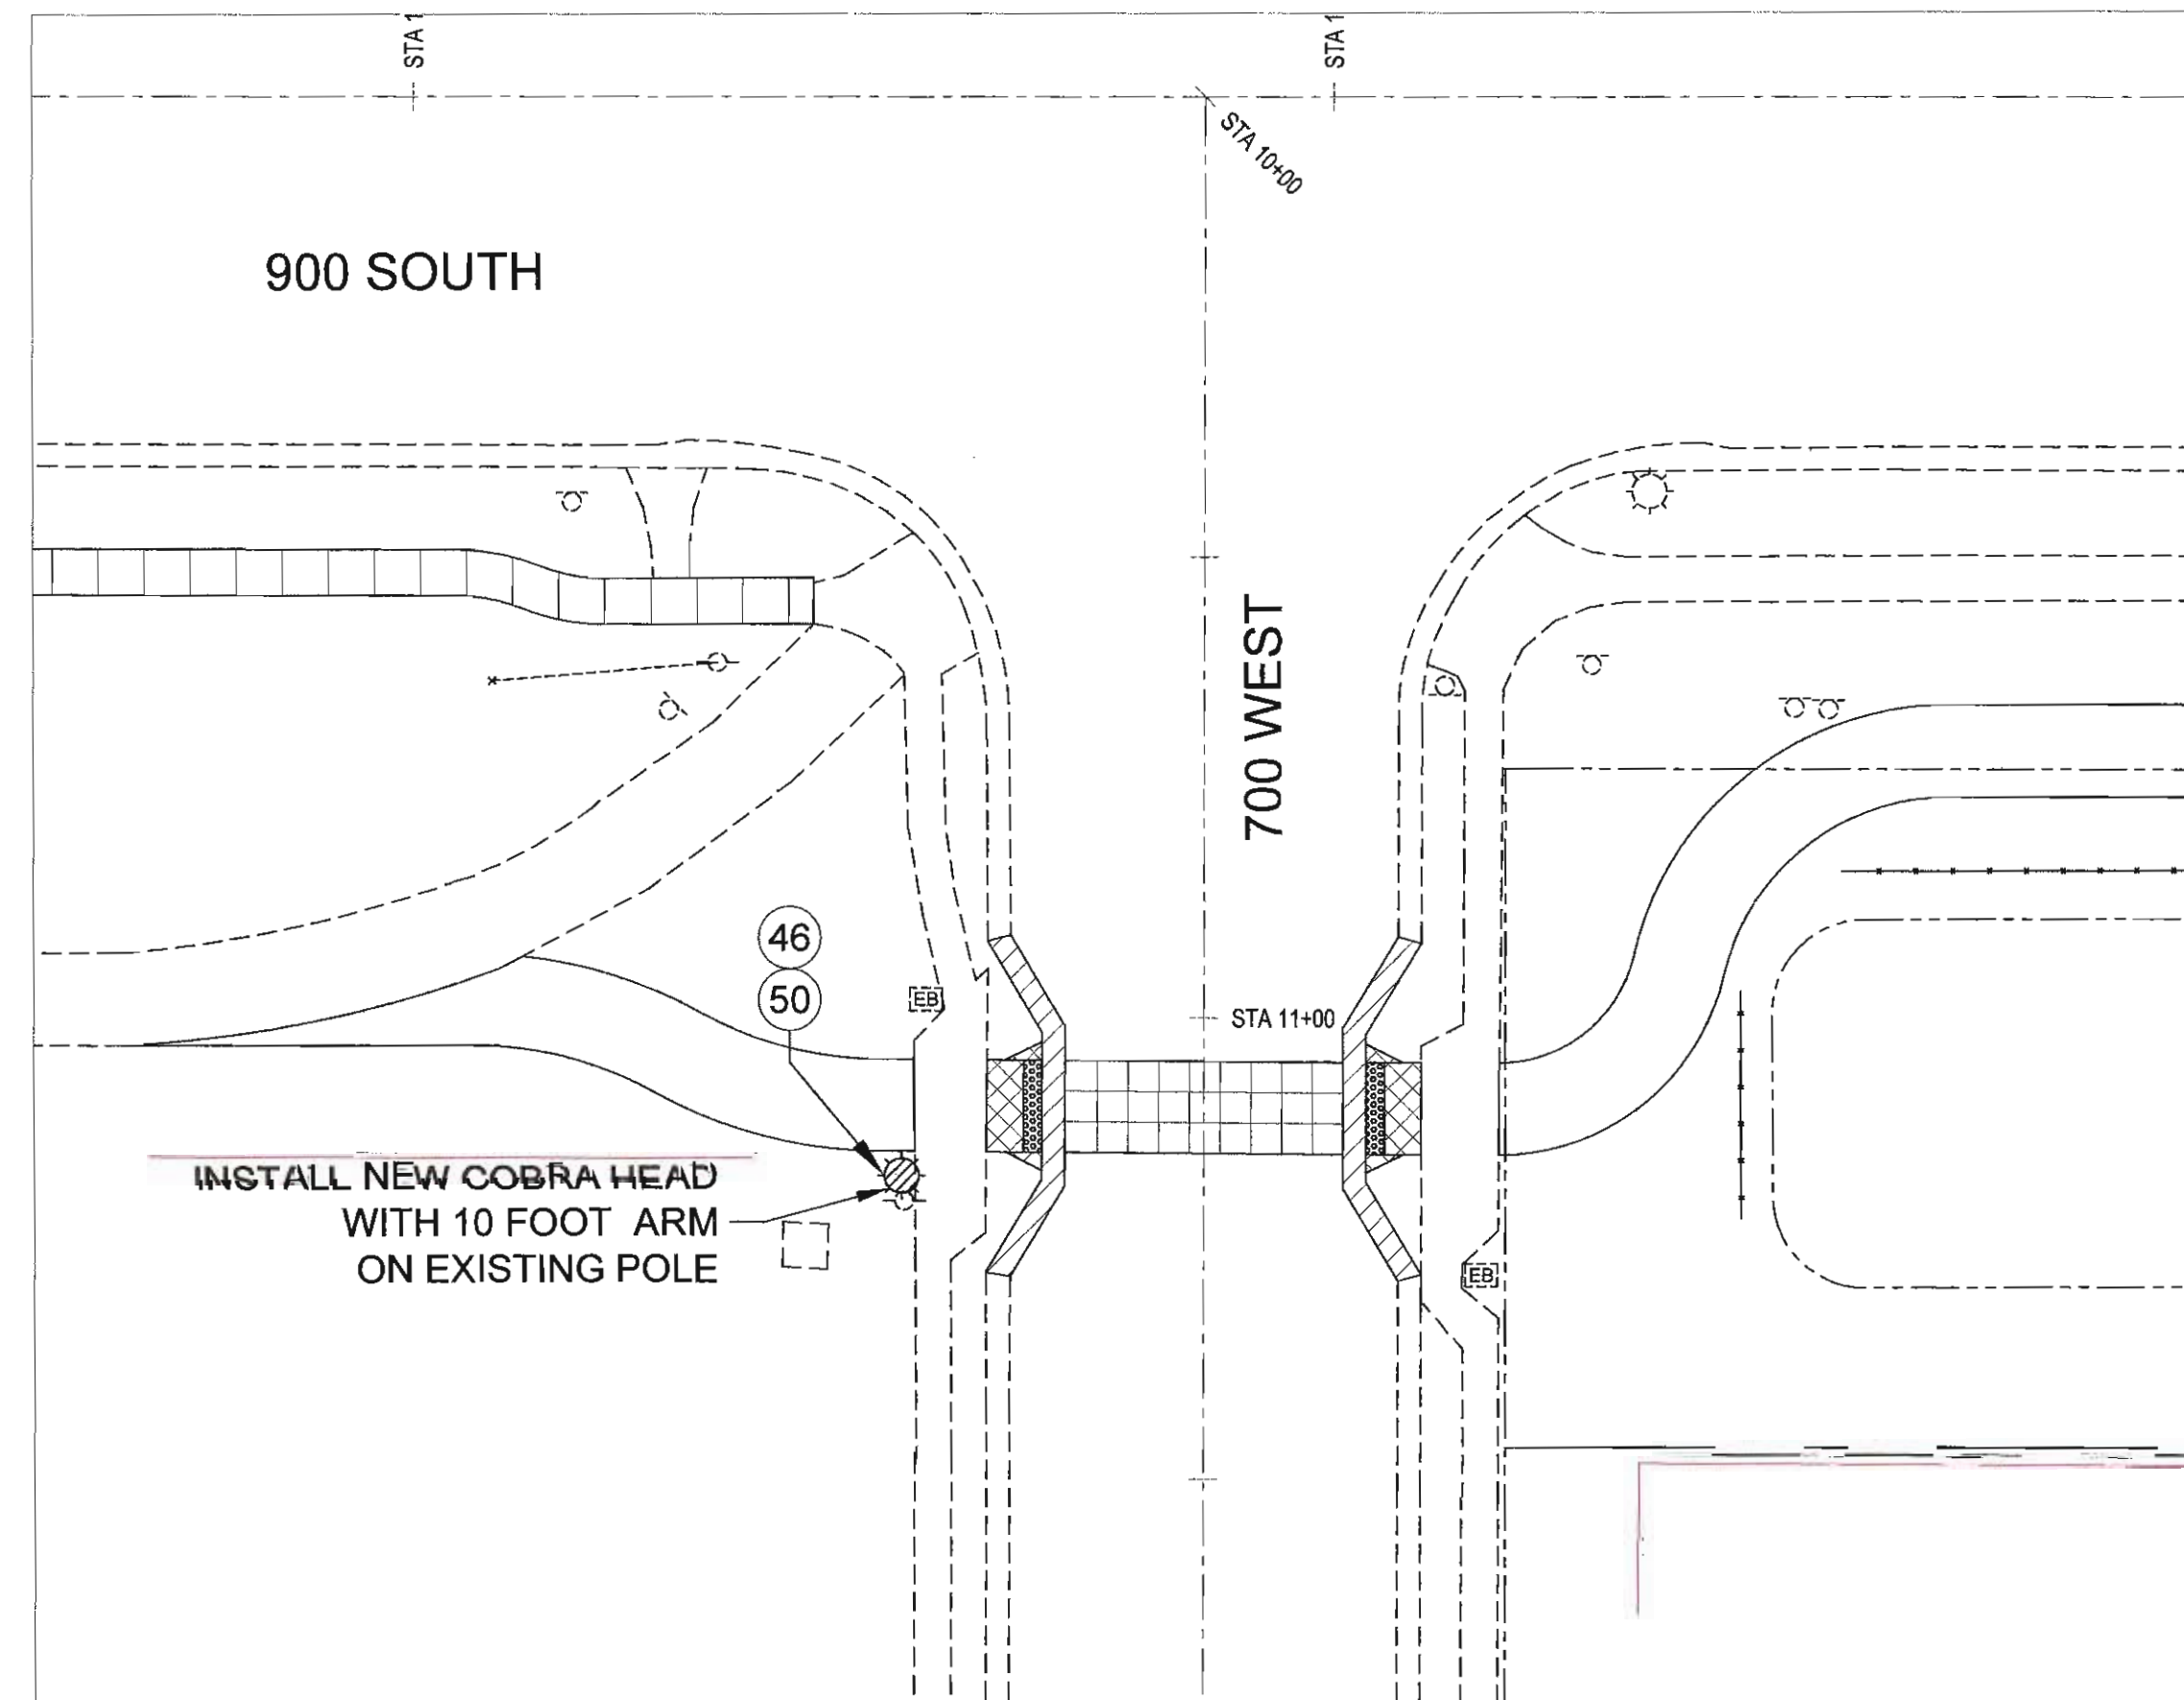 STA 1
STA 1
STA 10+00
900 SOUTH
700 WEST
46
50
EB
STA 11+00
INSTALL NEW COBRA HEAD
WITH 10 FOOT ARM
ON EXISTING POLE
EB